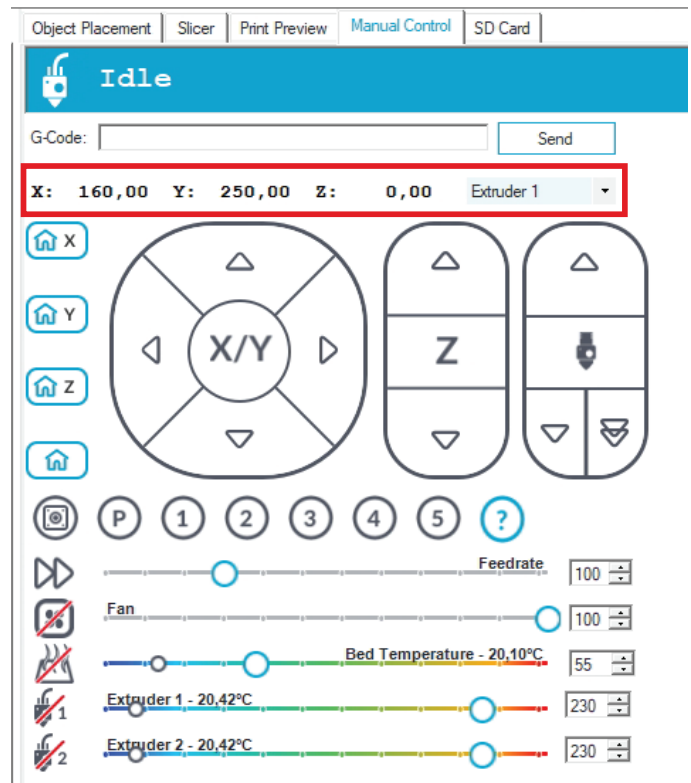 Object Placement Slicer Print Preview Manual Control SD Card
Idle
G-Code: Send
X: 160,00 Y: 250,00 Z: 0,00 Extruder 1
X
Y
X/Y Z
Z
P 1 2 3 4 5 ?
Feedrate 100
Fan 100
Bed Temperature - 20,10°C 55
1 Extruder 1 - 20,42°C 230
2 Extruder 2 - 20,42°C 230